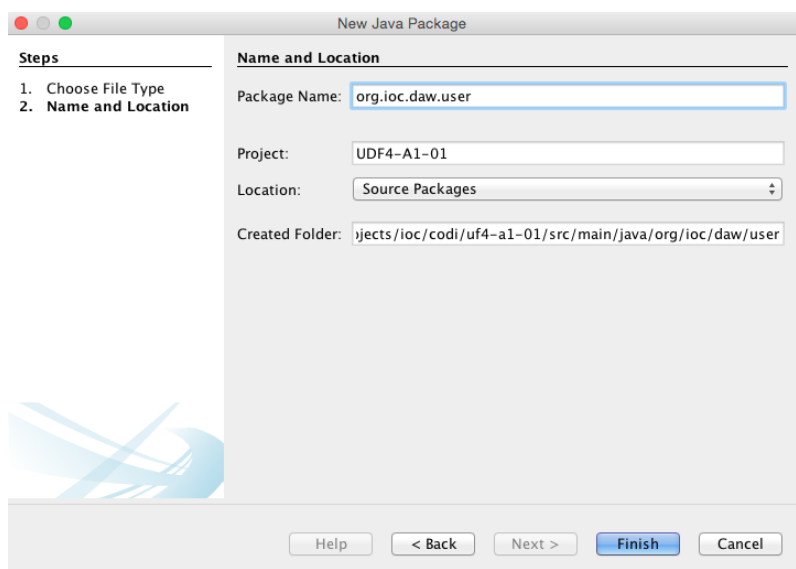 New Java Package
Steps
1. Choose File Type
2. Name and Location
Name and Location
Package Name: org.ioc.daw.user
Project: UDF4-A1-01
Location: Source Packages
Created Folder: ojects/ioc/codi/uf4-a1-01/src/main/java/org/ioc/daw/user
Help < Back Next > Finish Cancel